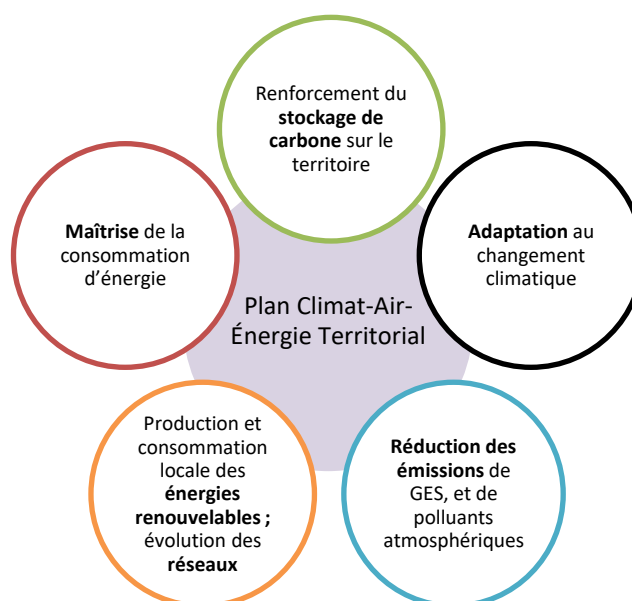 Renforcement du
stockage de
carbone sur le
territoire
Maîtrise de la
consommation
d’énergie
Adaptation au
changement
climatique
Plan Climat-Air-
Énergie Territorial
Production et
consommation
locale des
énergies
renouvelables ;
évolution des
réseaux
Réduction des
émissions de
GES, et de
polluants
atmosphériques